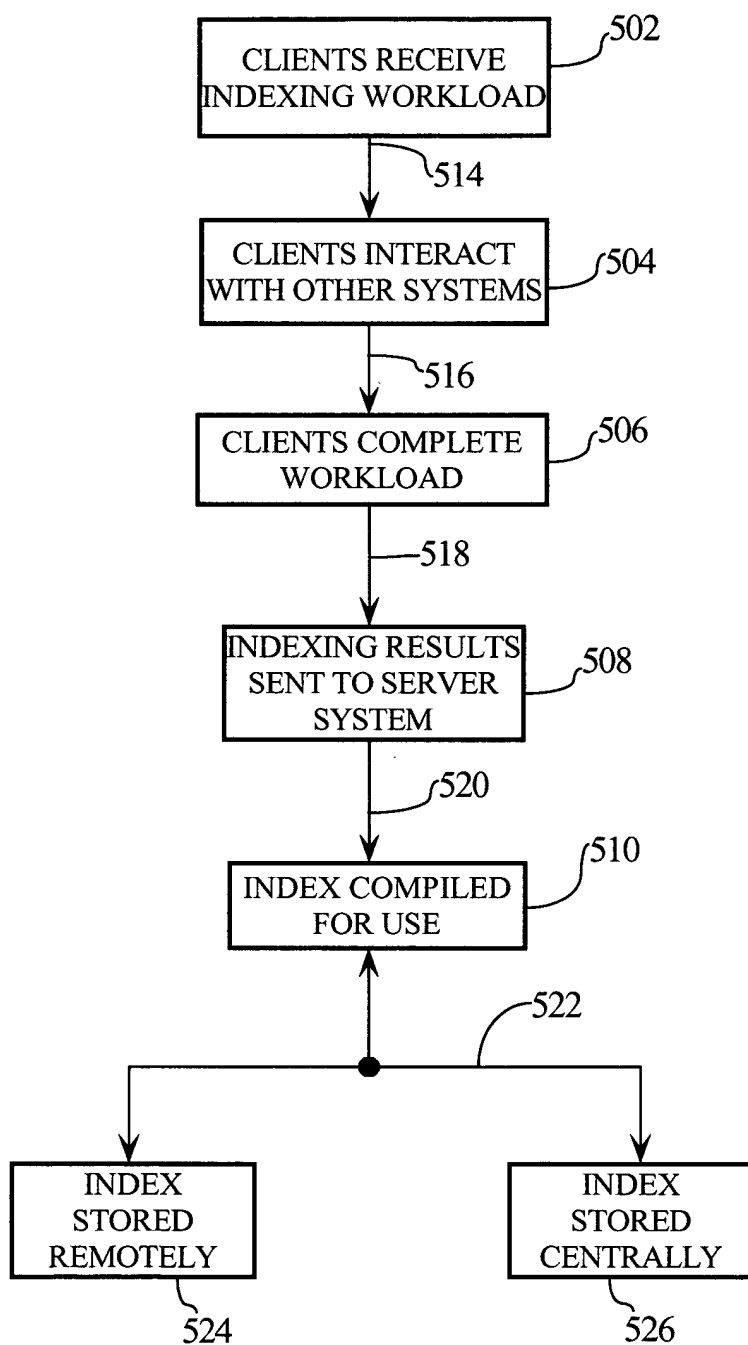 502
CLIENTS RECEIVE
INDEXING WORKLOAD
514
CLIENTS INTERACT
WITH OTHER SYSTEMS
504
516
CLIENTS COMPLETE
WORKLOAD
506
518
INDEXING RESULTS
SENT TO SERVER
SYSTEM
508
520
INDEX COMPILED
FOR USE
510
522
INDEX
STORED
REMOTELY
524
INDEX
STORED
CENTRALLY
526